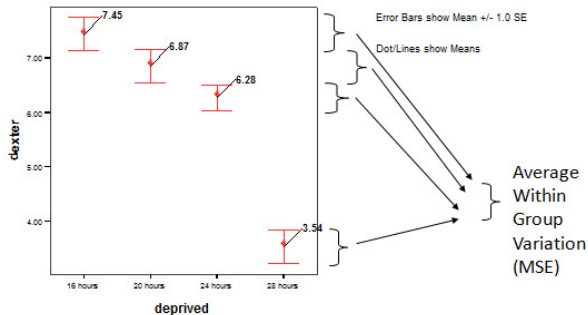 7.45
Error Bars show Mean +/- 1.0 SE
7.00
6.87
Dot/Lines show Means
6.28
6.00
dexter
5.00
4.00
3.54
Average
Within
Group
Variation
(MSE)
16 hours 20 hours 24 hours 28 hours
deprived